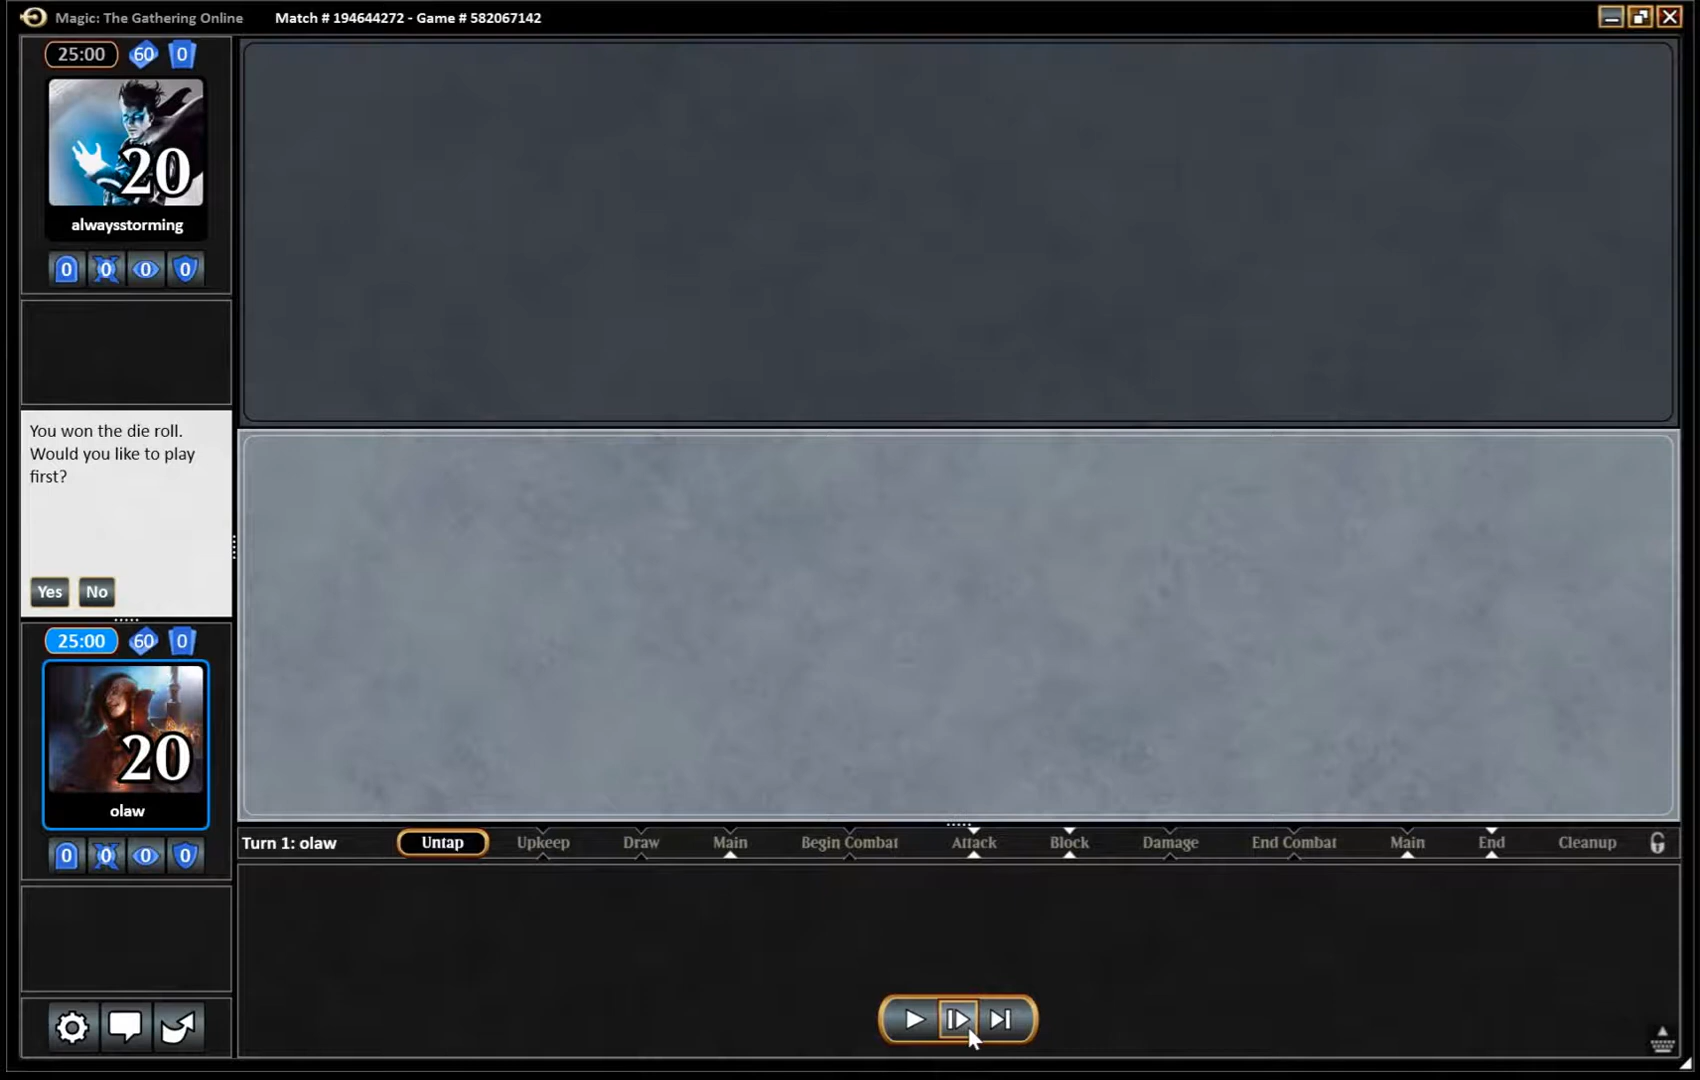 Magic: The Gathering Online
Match # 194644272 - Game # 582067142
25:00 60 0
20
alwaysstorming
0 0 0 0
You won the die roll.
Would you like to play
first?
Yes No
25:00 60 0
20
olaw
0 0 0 0
Turn 1: olaw Untap Upkeep Draw Main Begin Combat Attack Block Damage End Combat Main End Cleanup